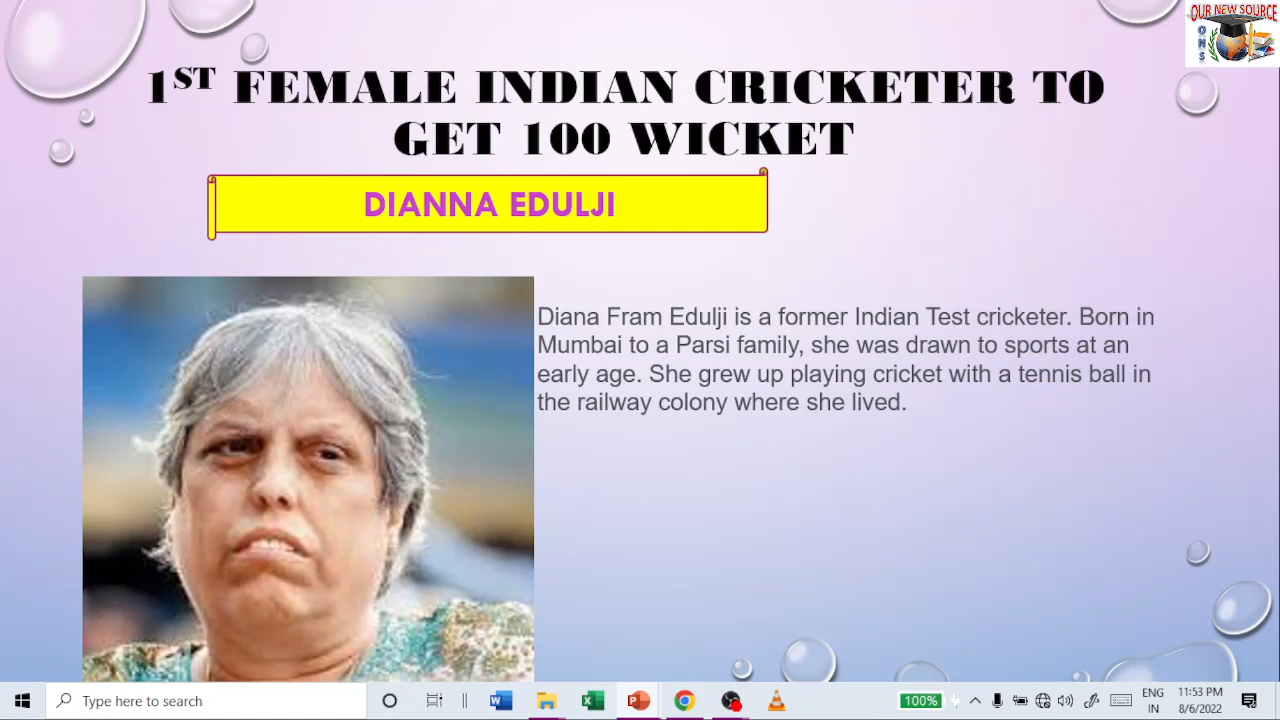 OUR NEW SOURCE
ONS
1ST FEMALE INDIAN CRICKETER TO
GET 100 WICKET
DIANNA EDULJI
Diana Fram Edulji is a former Indian Test cricketer. Born in
Mumbai to a Parsi family, she was drawn to sports at an
early age. She grew up playing cricket with a tennis ball in
the railway colony where she lived.
Type here to search
100%
ENG
IN
11:53 PM
8/6/2022